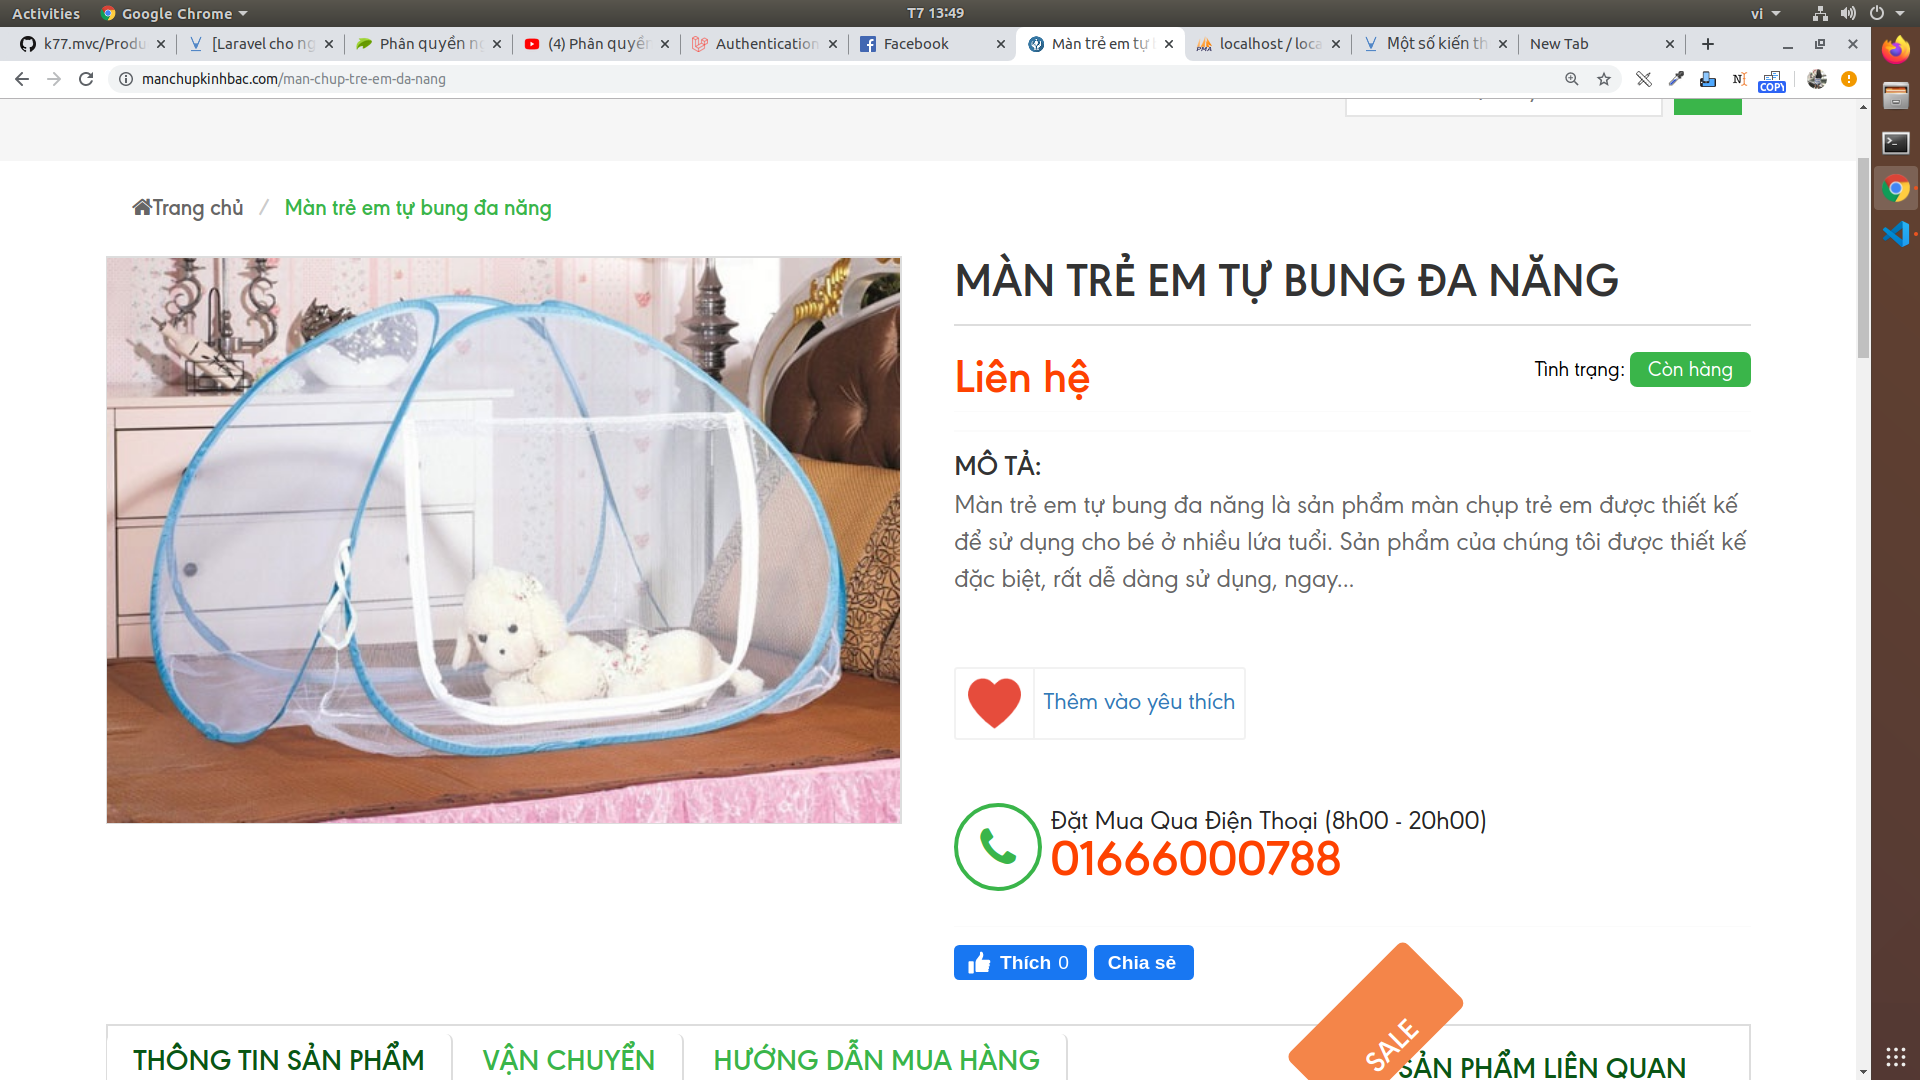 Activities
Google Chrome
T7 13:49
vi
k77.mvc/Produ
[Laravel cho ng
Phân quyền n
(4) Phân quyền
Authentication
Facebook
Màn trẻ em tự
localhost / loca
Một số kiến th
New Tab
manchupkinhbac.com/man-chup-tre-em-da-nang
COPY
Trang chủ / Màn trẻ em tự bung đa năng
MÀN TRẺ EM TỰ BUNG ĐA NĂNG
Liên hệ
Tình trạng: Còn hàng
MÔ TẢ:
Màn trẻ em tự bung đa năng là sản phẩm màn chụp trẻ em được thiết kế
để sử dụng cho bé ở nhiều lứa tuổi. Sản phẩm của chúng tôi được thiết kế
đặc biệt, rất dễ dàng sử dụng, ngay...
Thêm vào yêu thích
Đặt Mua Qua Điện Thoại (8h00 - 20h00)
01666000788
Thích 0
Chia sẻ
SALE
THÔNG TIN SẢN PHẨM
VẬN CHUYỂN
HƯỚNG DẪN MUA HÀNG
SẢN PHẨM LIÊN QUAN